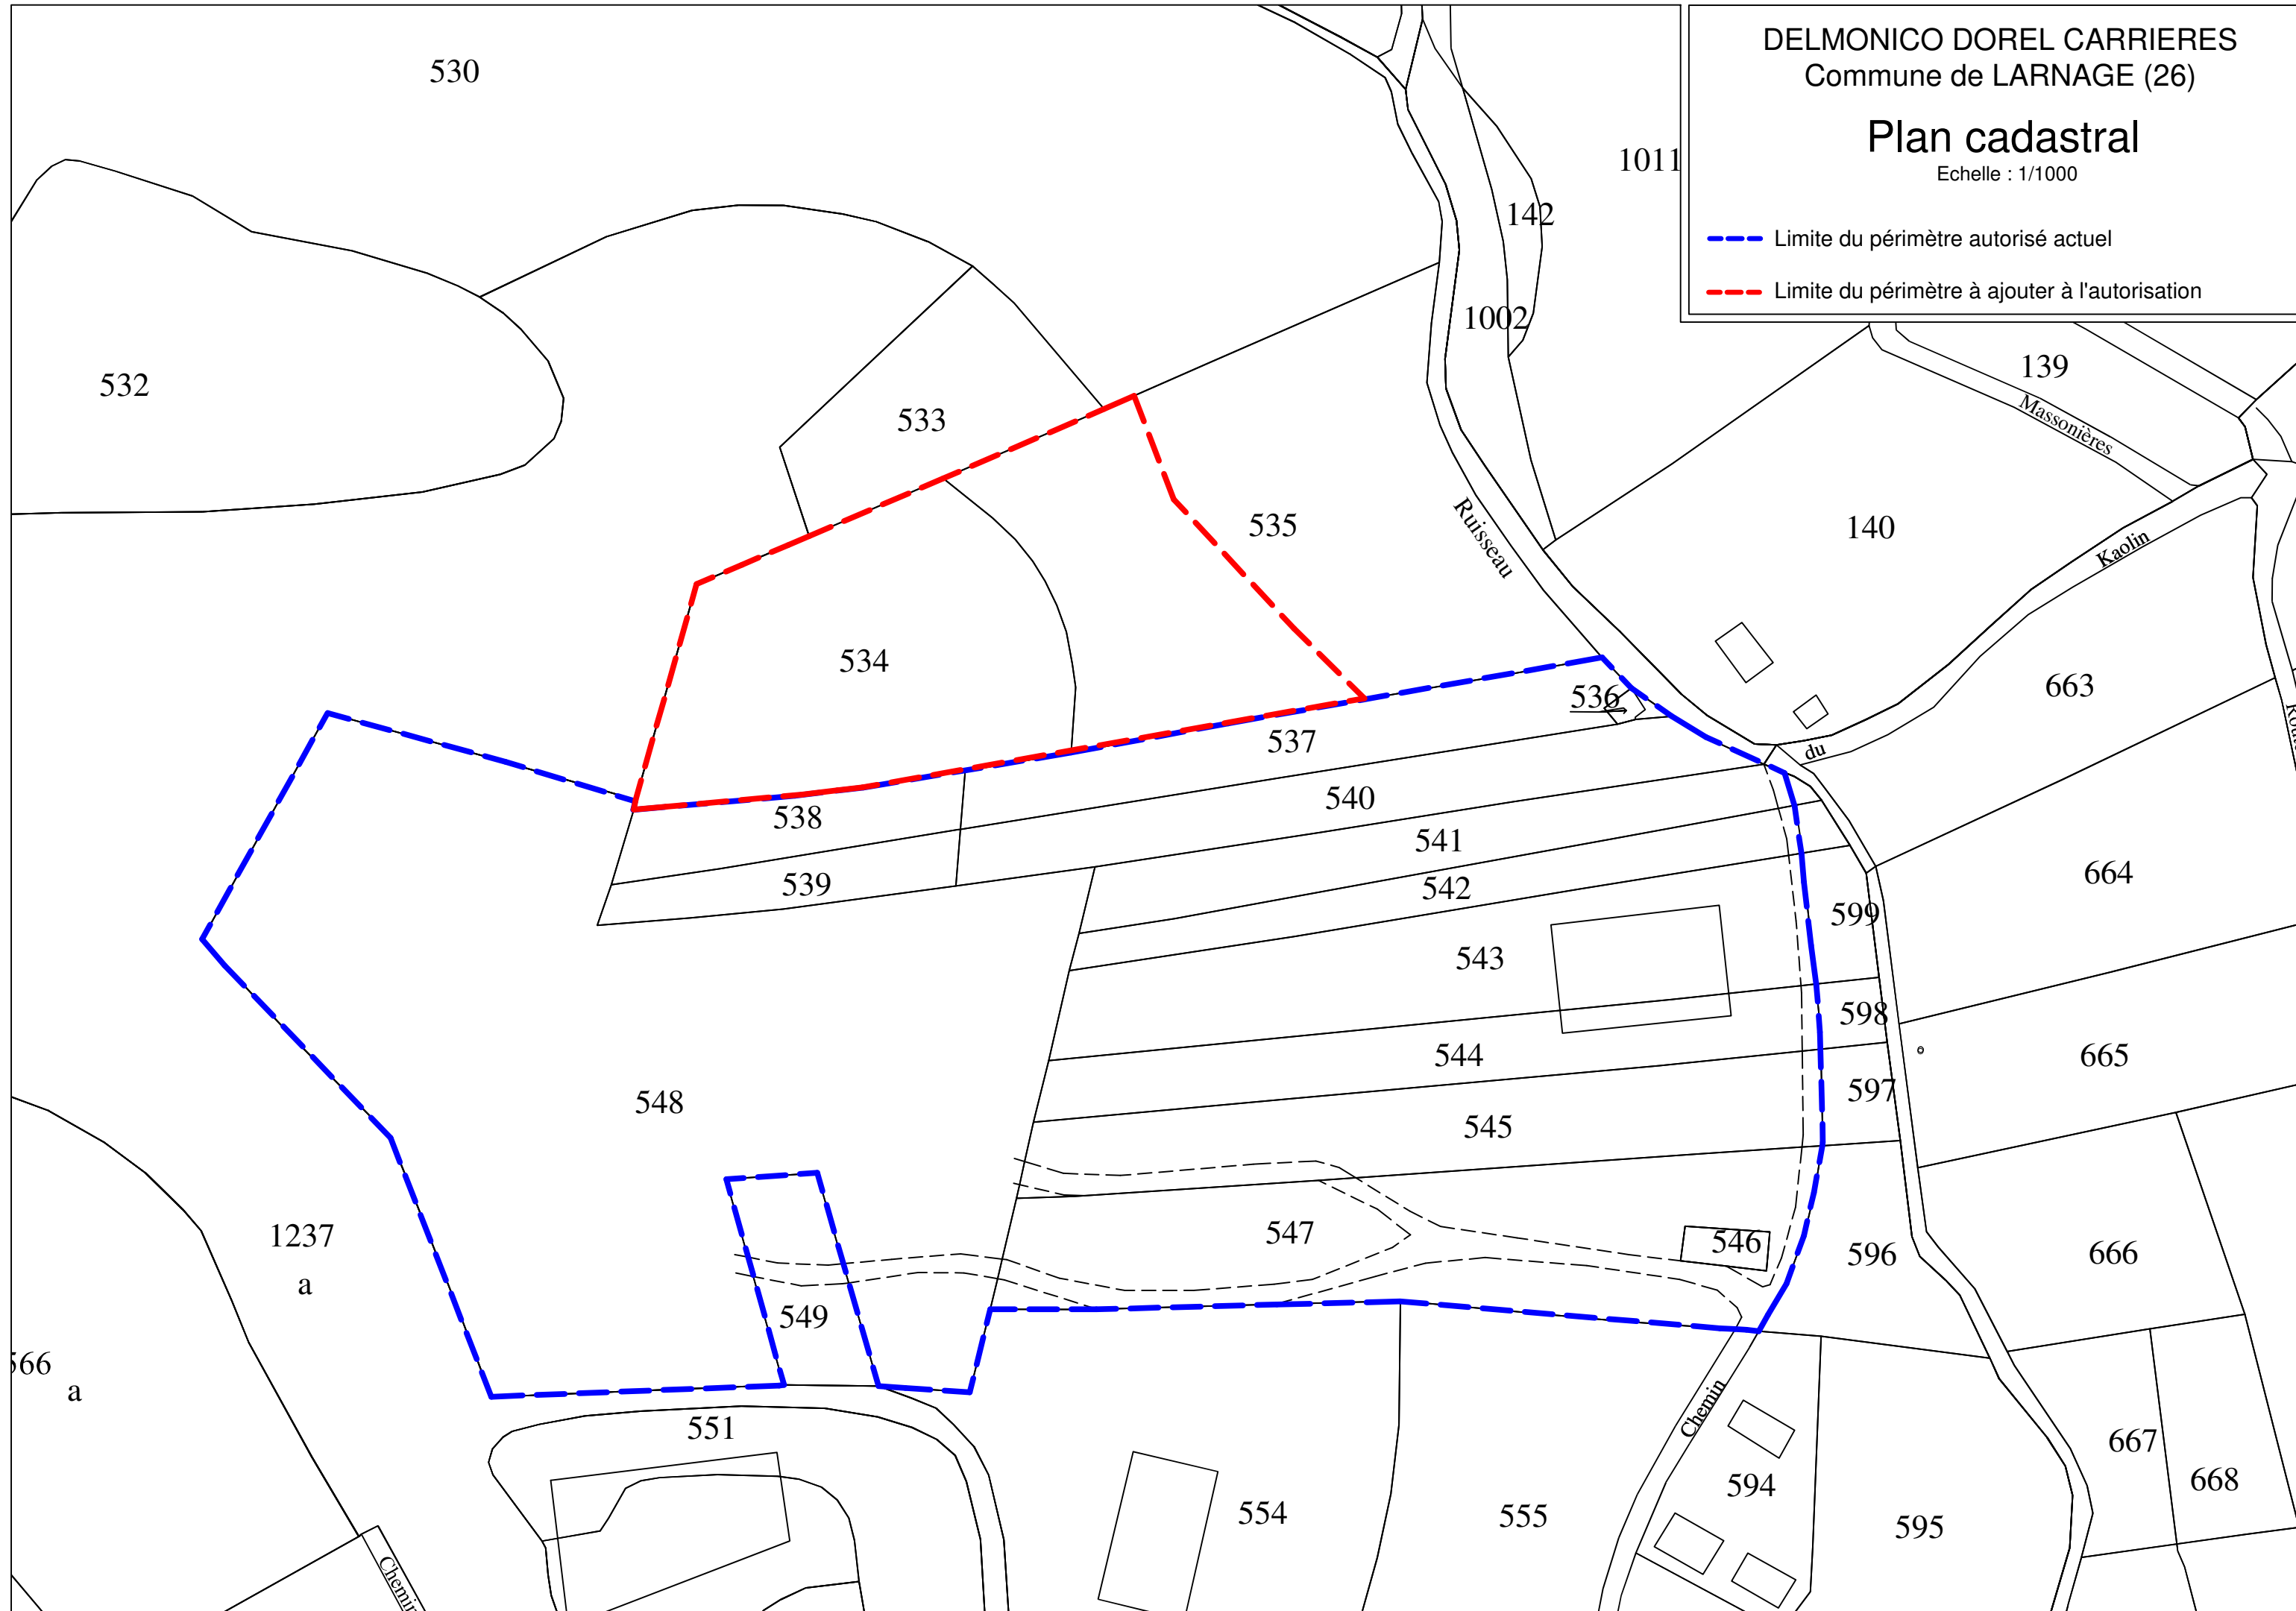 DELMONICO DOREL CARRIERES
Commune de LARNAGE (26)
Plan cadastral
Echelle : 1/1000
Limite du périmètre autorisé actuel
Limite du périmètre à ajouter à l'autorisation
530
1011
142
1002
139
Massonières
532
533
535
Ruisseau
140
Kaolin
534
663
536
du
537
538
540
541
539
542
664
599
543
598
544
665
548
597
545
1237
a
547
546
596
666
549
566
a
551
Chemin
667
594
668
554
555
595
Chemin